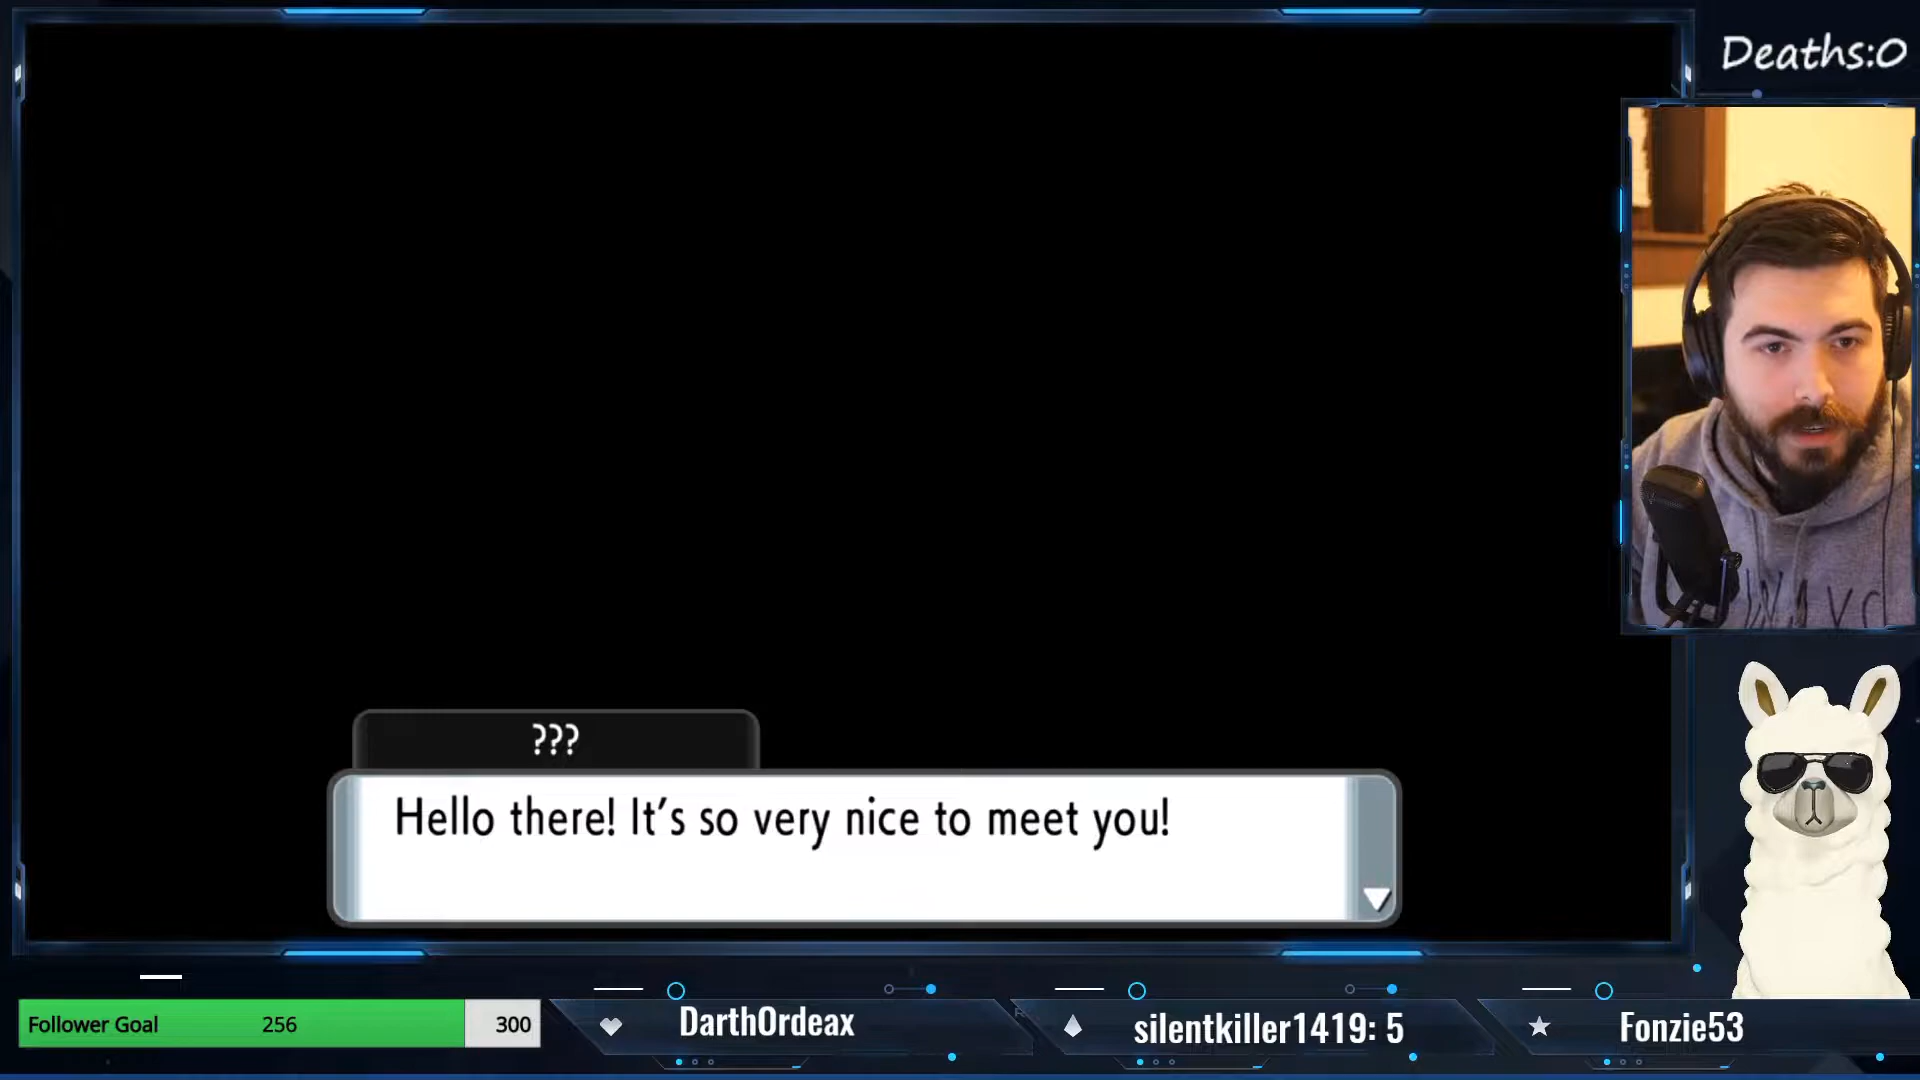 Deaths:0
???
Hello there! It's so very nice to meet you!
Follower Goal 256 300
DarthOrdeax
silentkiller1419: 5
Fonzie53